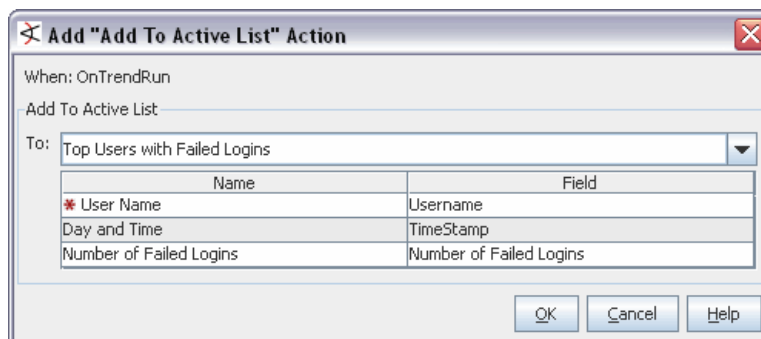 Add "Add To Active List" Action
When: OnTrendRun
Add To Active List
To: Top Users with Failed Logins
Name Field
* User Name Username
Day and Time TimeStamp
Number of Failed Logins Number of Failed Logins
OK Cancel Help